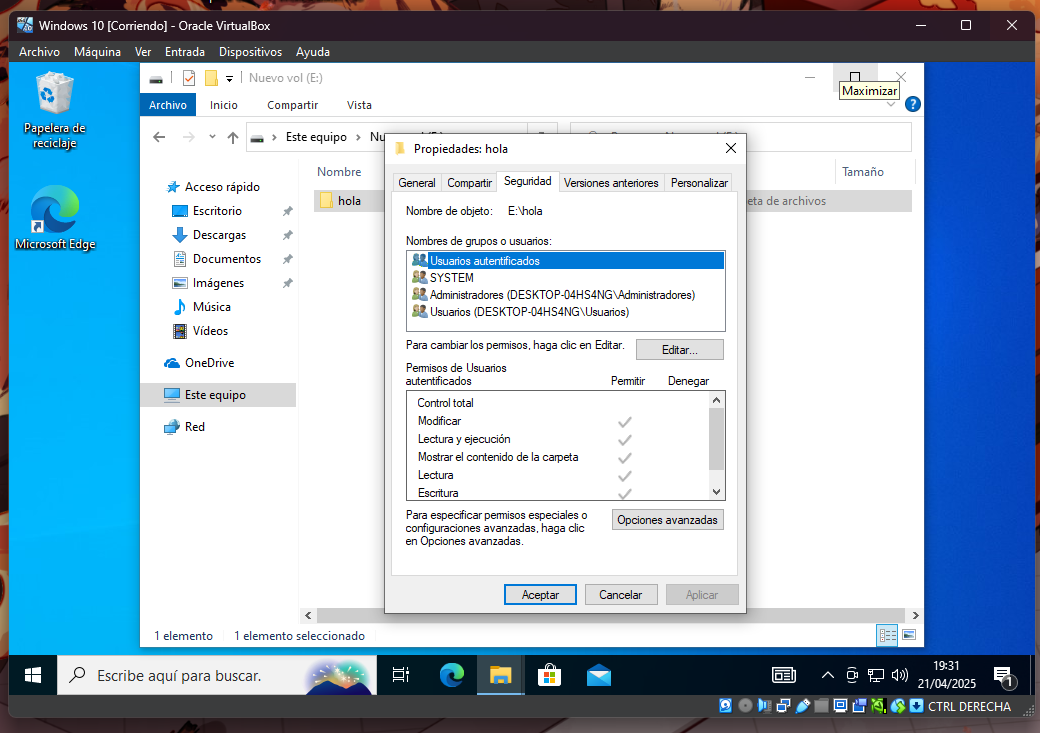 Windows 10 [Corriendo] - Oracle VirtualBox
Archivo Máquina Ver Entrada Dispositivos Ayuda
Papelera de reciclaje
Microsoft Edge
Nuevo vol (E:)
Maximizar
Archivo Inicio Compartir Vista
Este equipo
Nombre
Tamaño
Acceso rápido
Escritorio
Descargas
Documentos
Imágenes
Música
Vídeos
OneDrive
Este equipo
Red
hola
de archivos
Propiedades: hola
General Compartir Seguridad Versiones anteriores Personalizar
Nombre de objeto: E:\hola
Nombres de grupos o usuarios:
Usuarios autentificados
SYSTEM
Administradores (DESKTOP-04HS4NG\Administradores)
Usuarios (DESKTOP-04HS4NG\Usuarios)
Para cambiar los permisos, haga clic en Editar.
Editar...
Permisos de Usuarios
autentificados
Permitir Denegar
Control total
Modificar
Lectura y ejecución
Mostrar el contenido de la carpeta
Lectura
Escritura
Para especificar permisos especiales o
configuraciones avanzadas, haga clic
en Opciones avanzadas.
Opciones avanzadas
Aceptar Cancelar Aplicar
1 elemento 1 elemento seleccionado
Escribe aquí para buscar.
19:31
21/04/2025
1
CTRL DERECHA